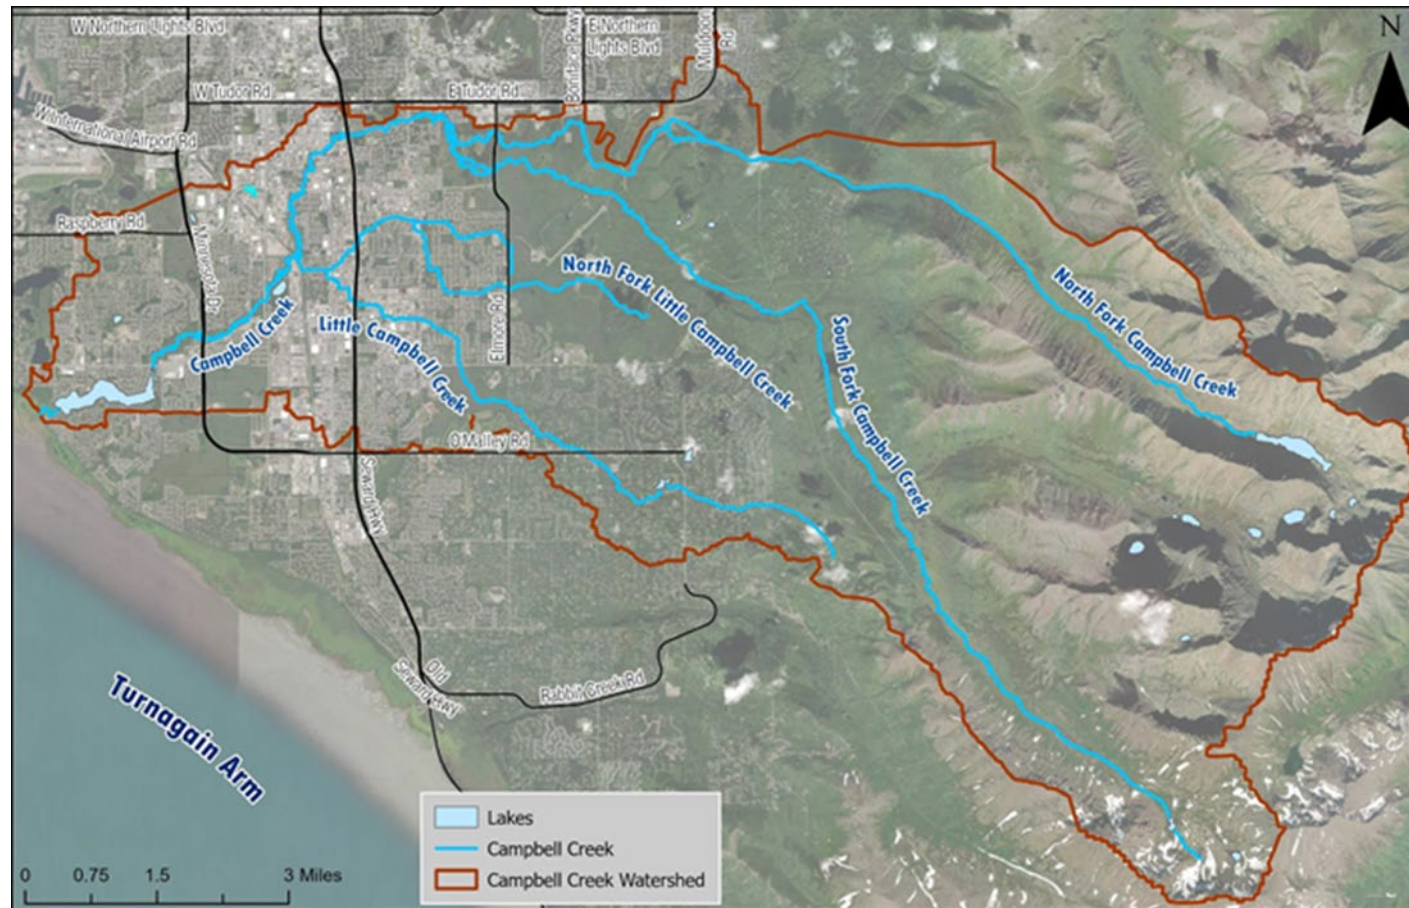 W Northern Lights Blvd
E Northern
Lights Blvd
Boniface Pkwy
Muldoon
Rd
N
W Tudor Rd
E Tudor Rd
W International Airport Rd
Raspberry Rd
Minnesota Dr
Campbell Creek
Little Campbell
Creek
Elmore Rd
North Fork Little Campbell Creek
South Fork Campbell Creek
North Fork Campbell Creek
O'Malley Rd
Seward Hwy
Old
Seward Hwy
Rabbit Creek Rd
Turnagain Arm
Lakes
Campbell Creek
Campbell Creek Watershed
0 0.75 1.5 3 Miles